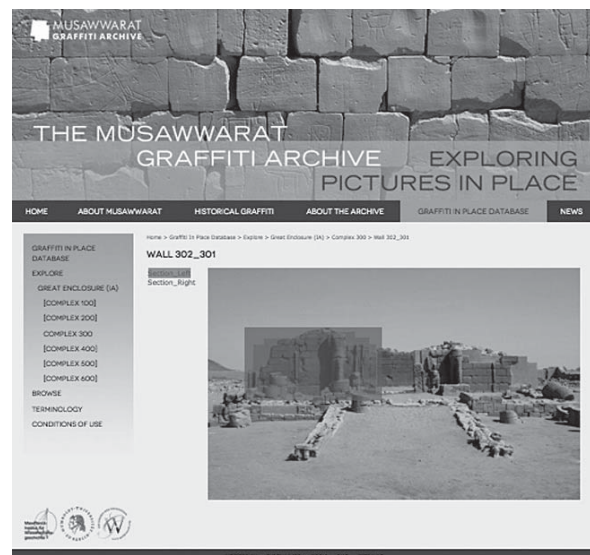 MUSAWWARAT
GRAFFITI ARCHIVE
THE MUSAWWARAT
GRAFFITI ARCHIVE
EXPLORING
PICTURES IN PLACE
HOME ABOUT MUSAWWARAT HISTORICAL GRAFFITI ABOUT THE ARCHIVE GRAFFITI IN PLACE DATABASE NEWS
GRAFFITI IN PLACE
DATABASE
EXPLORE
GREAT ENCLOSURE (IA)
[COMPLEX 100]
[COMPLEX 200]
COMPLEX 300
[COMPLEX 400]
[COMPLEX 500]
[COMPLEX 600]
BROWSE
TERMINOLOGY
CONDITIONS OF USE
Home > Graffiti In Place Database > Explore > Great Enclosure (IA) > Complex 300 > Wall 302_301
WALL 302_301
Section_Left
Section_Right